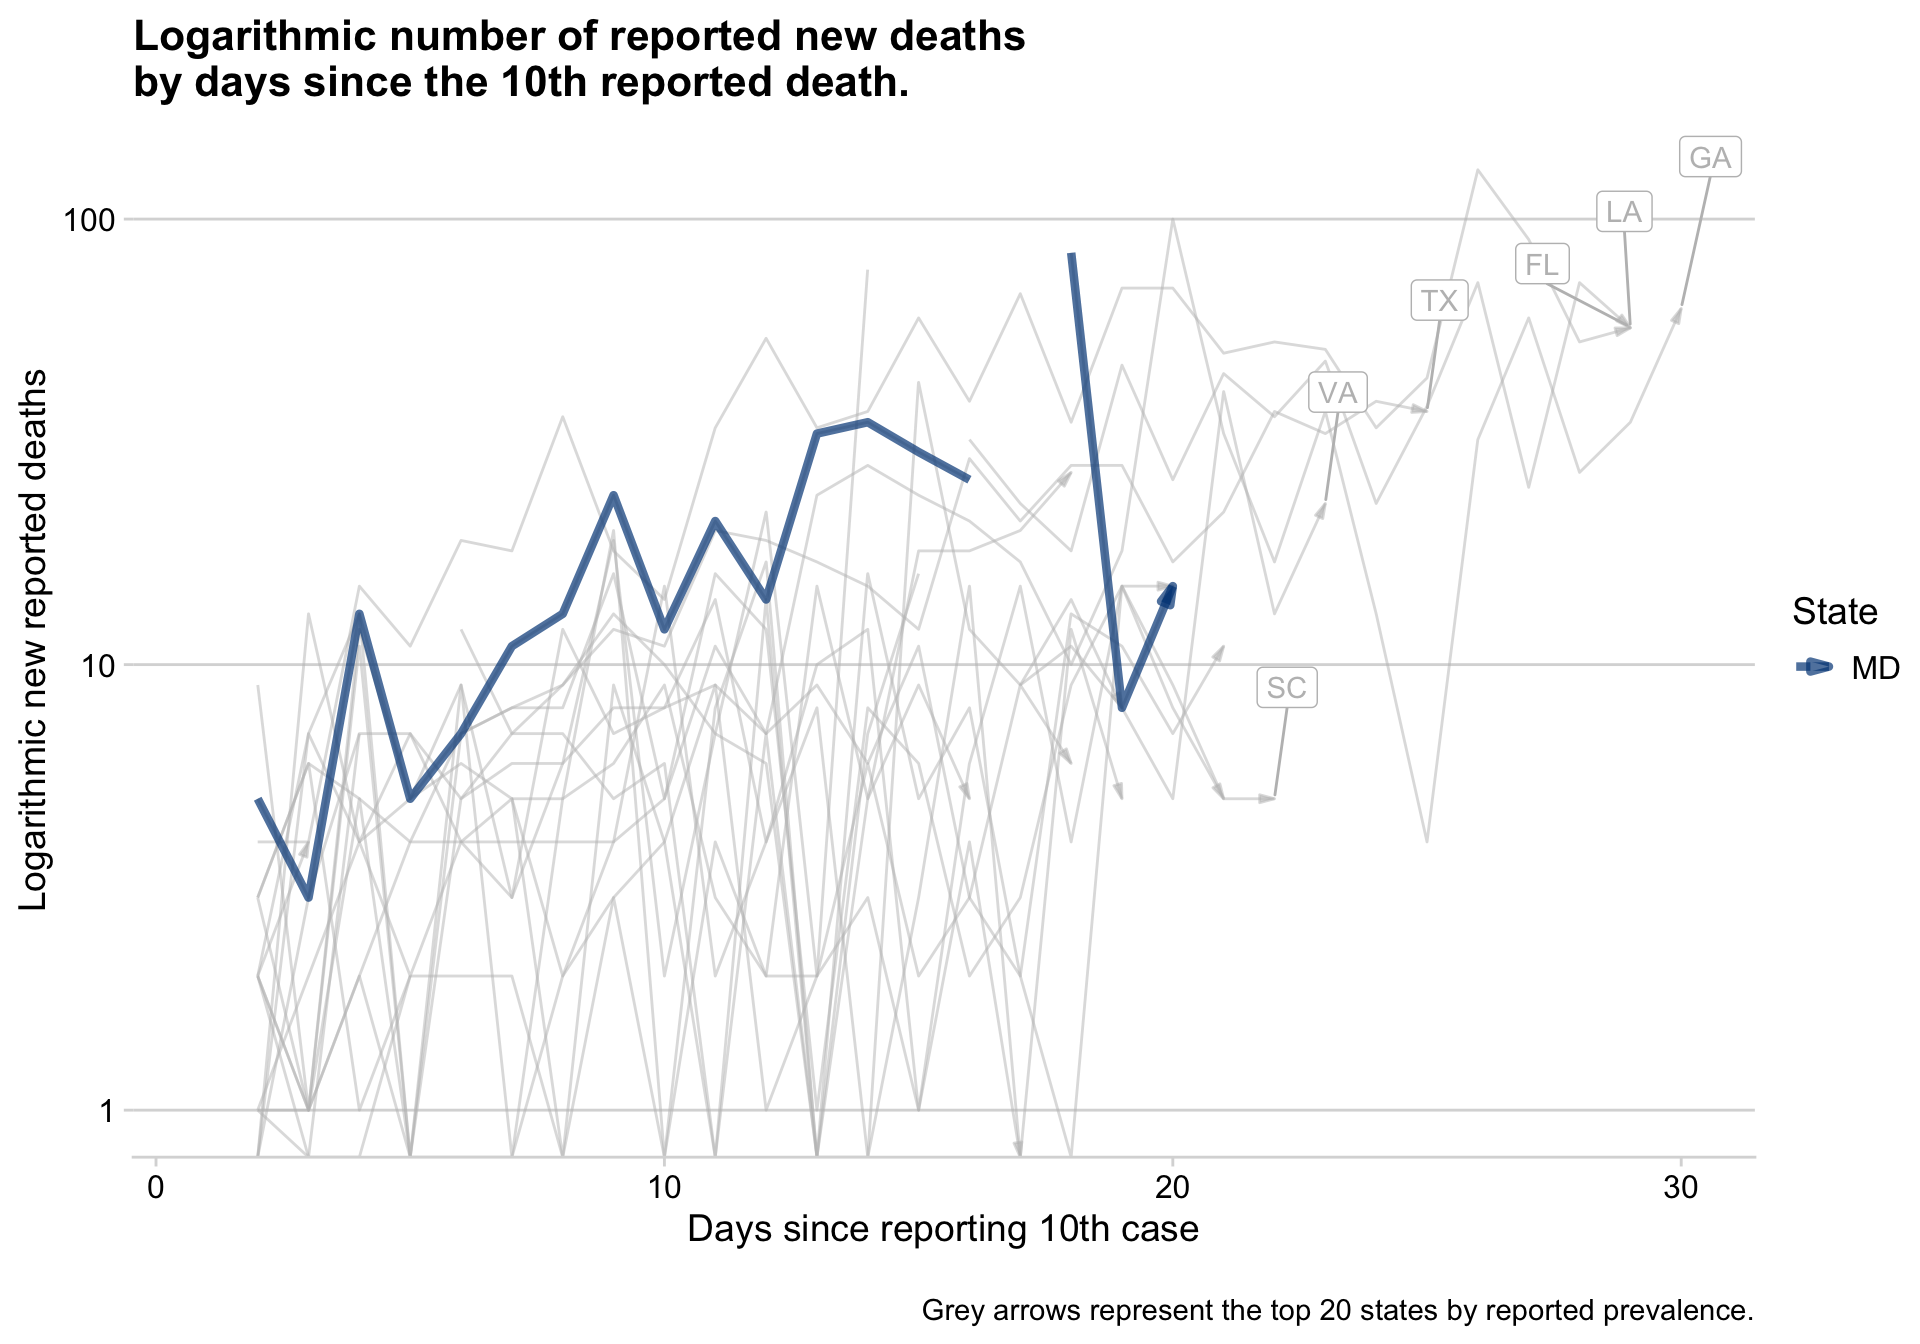 Logarithmic number of reported new deaths
by days since the 10th reported death.
GA
LA
100
FL
TX
VA
Logarithmic new reported deaths
State
10
MD
SC
1
0
10
20
30
Days since reporting 10th case
Grey arrows represent the top 20 states by reported prevalence.